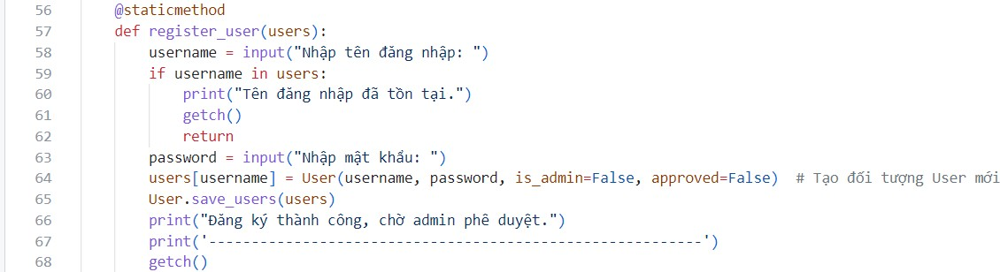 56 @staticmethod
57 def register_user(users):
58 username = input("Nhập tên đăng nhập: ")
59 if username in users:
60 print("Tên đăng nhập đã tồn tại.")
61 getch()
62 return
63 password = input("Nhập mật khẩu: ")
64 users[username] = User(username, password, is_admin=False, approved=False)  # Tạo đối tượng User mới
65 User.save_users(users)
66 print("Đăng ký thành công, chờ admin phê duyệt.")
67 print('----------------------------------------------------------')
68 getch()